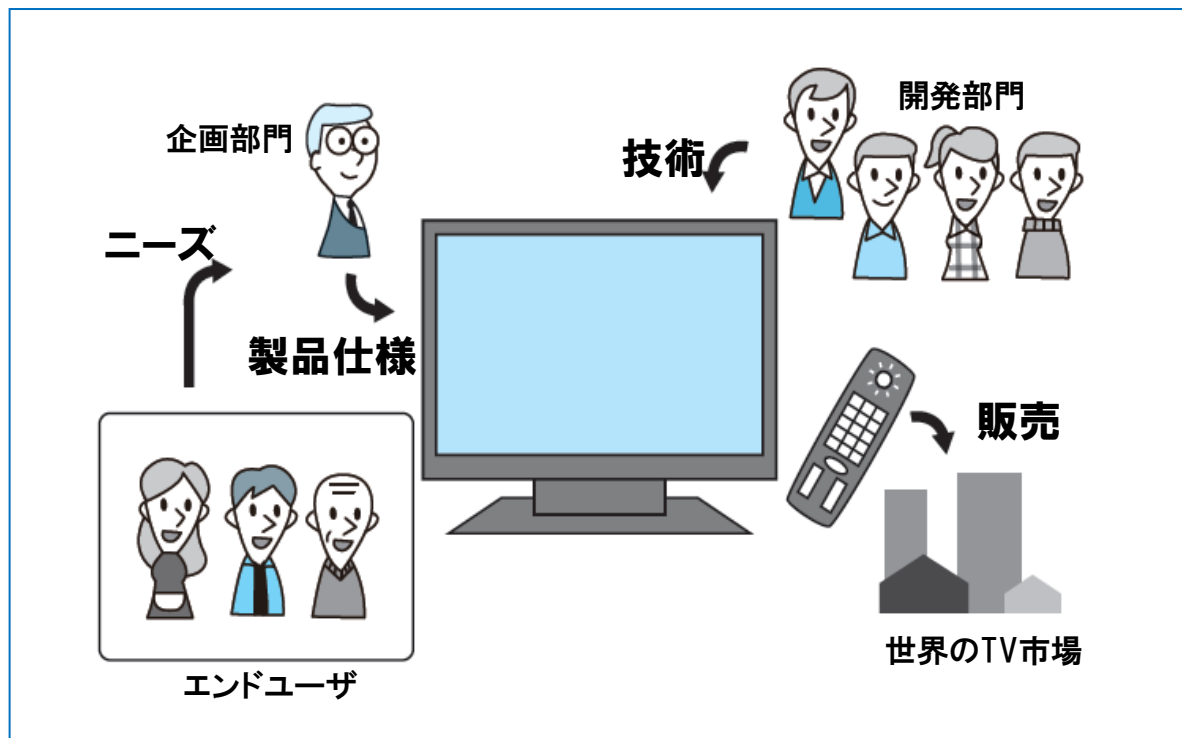 企画部門
開発部門
技術
ニーズ
製品仕様
販売
世界のTV市場
エンドユーザ